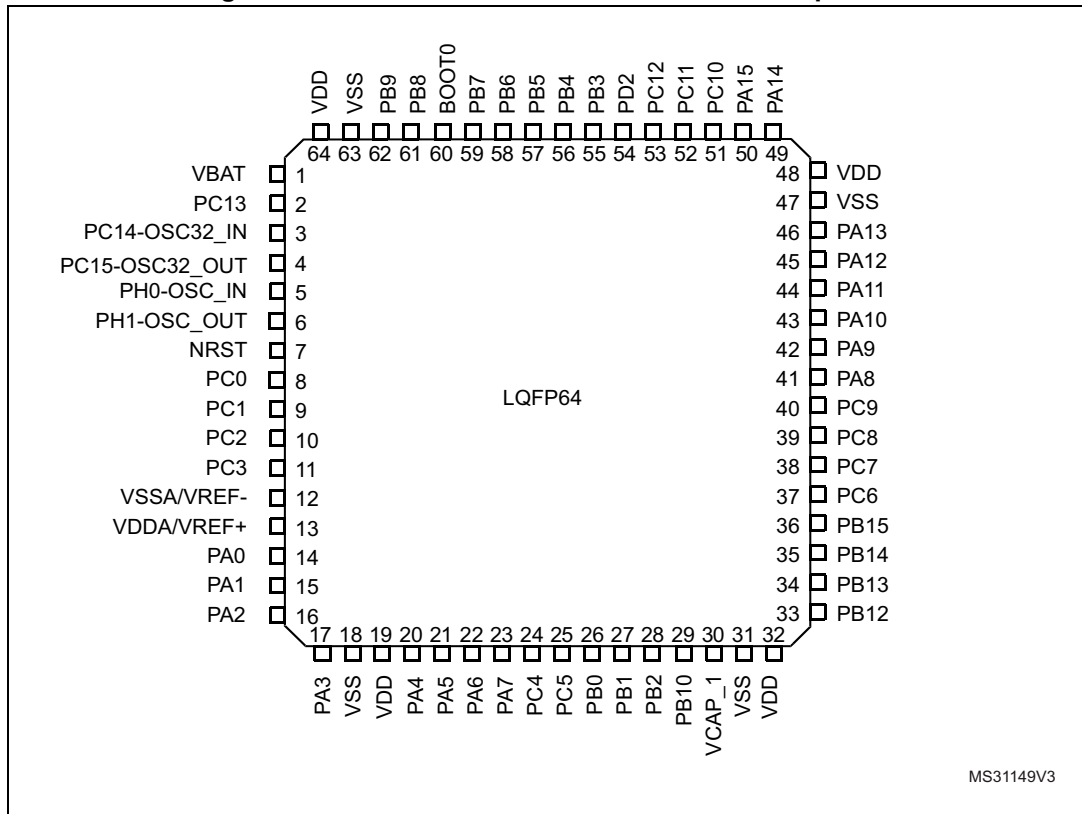 VDD
VSS
PB9
PB8
BOOT0
PB7
PB6
PB5
PB4
PB3
PD2
PC12
PC11
PC10
PA15
PA14
64 63 62 61 60 59 58 57 56 55 54 53 52 51 50 49
VBAT 1
PC13 2
PC14-OSC32_IN 3
PC15-OSC32_OUT 4
PH0-OSC_IN 5
PH1-OSC_OUT 6
NRST 7
PC0 8
PC1 9
PC2 10
PC3 11
VSSA/VREF- 12
VDDA/VREF+ 13
PA0 14
PA1 15
PA2 16
LQFP64
48 VDD
47 VSS
46 PA13
45 PA12
44 PA11
43 PA10
42 PA9
41 PA8
40 PC9
39 PC8
38 PC7
37 PC6
36 PB15
35 PB14
34 PB13
33 PB12
17 18 19 20 21 22 23 24 25 26 27 28 29 30 31 32
PA3
VSS
VDD
PA4
PA5
PA6
PA7
PC4
PC5
PB0
PB1
PB2
PB10
VCAP_1
VSS
VDD
MS31149V3